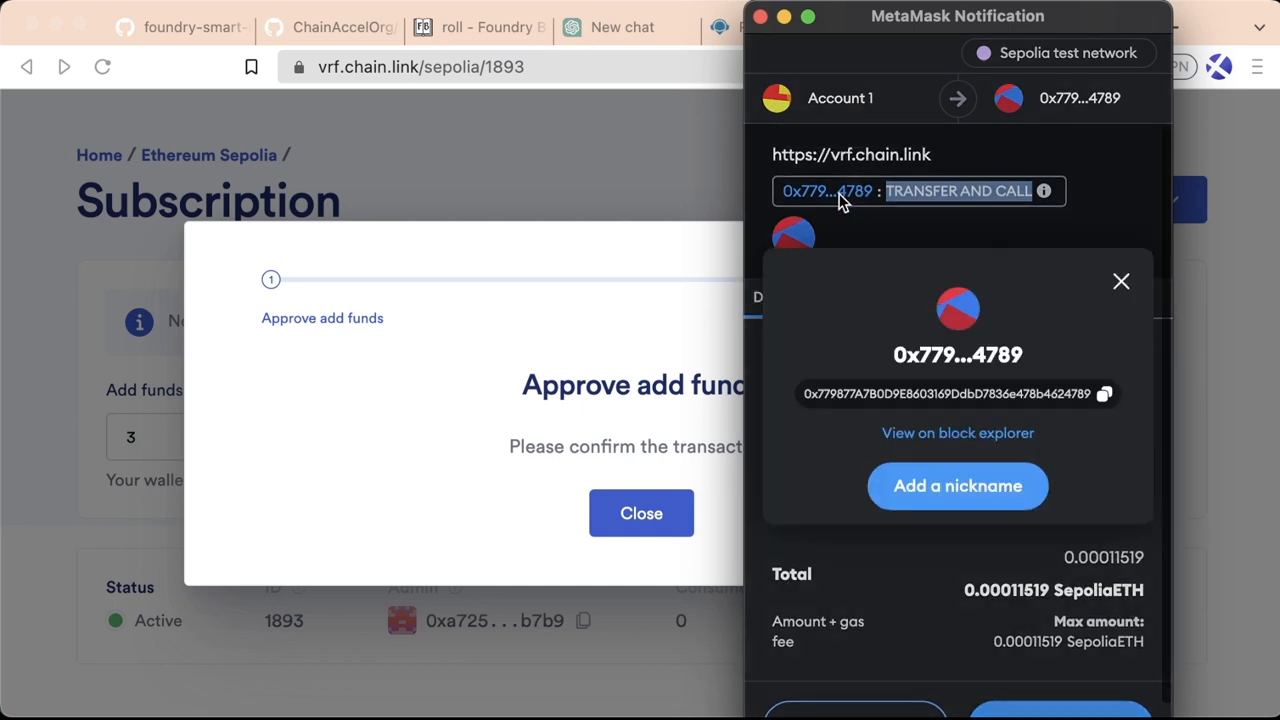 foundry-smart-
ChainAccelOrg/
roll - Foundry B
New chat
MetaMask Notification
vrf.chain.link/sepolia/1893
PN
Sepolia test network
Account 1
0x779...4789
Home / Ethereum Sepolia /
Subscription
https://vrf.chain.link
0x779...4789 : TRANSFER AND CALL
1
Approve add funds
D
Add funds
3
Your walle
Approve add func
Please confirm the transact
Close
0x779...4789
0x779877A7B0D9E8603169DdbD7836e478b4624789
View on block explorer
Add a nickname
0.00011519
Total
0.00011519 SepoliaETH
Amount + gas fee
Max amount:
0.00011519 SepoliaETH
Status
ID
Admin
Consume
Active
1893
0xa725...b7b9
0